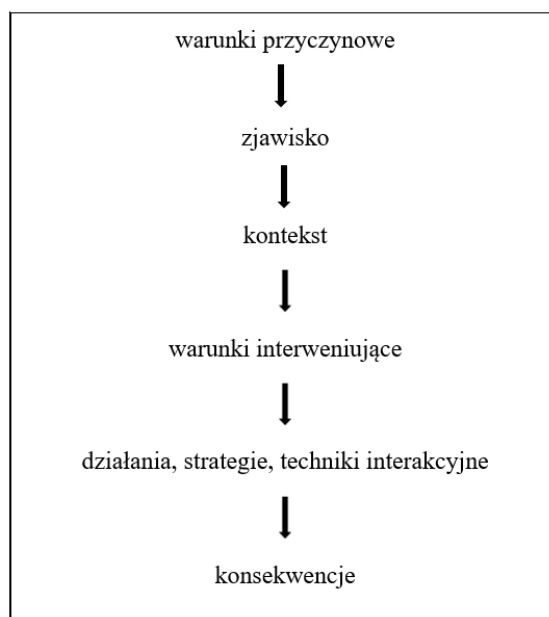 warunki przyczynowe
zjawisko
kontekst
warunki interweniujące
działania, strategie, techniki interakcyjne
konsekwencje